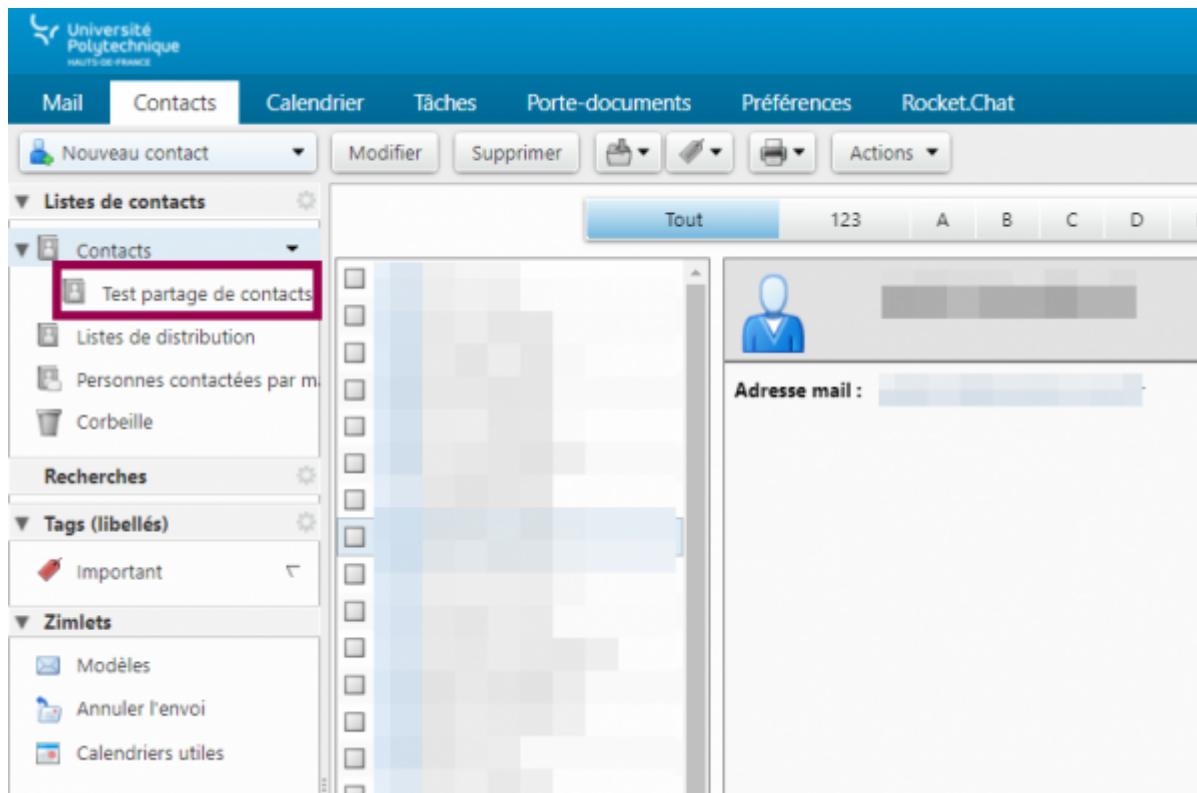 Université
Polytechnique
HAUTS-DE-FRANCE
Mail Contacts Calendrier Tâches Porte-documents Préférences Rocket.Chat
Nouveau contact Modifier Supprimer Actions
Listes de contacts
Tout 123 A B C D
Contacts
Test partage de contacts
Listes de distribution
Personnes contactées par
Adresse mail :
Corbeille
Recherches
Tags (libellés)
Important
Zimlets
Modèles
Annuler l'envoi
Calendriers utiles